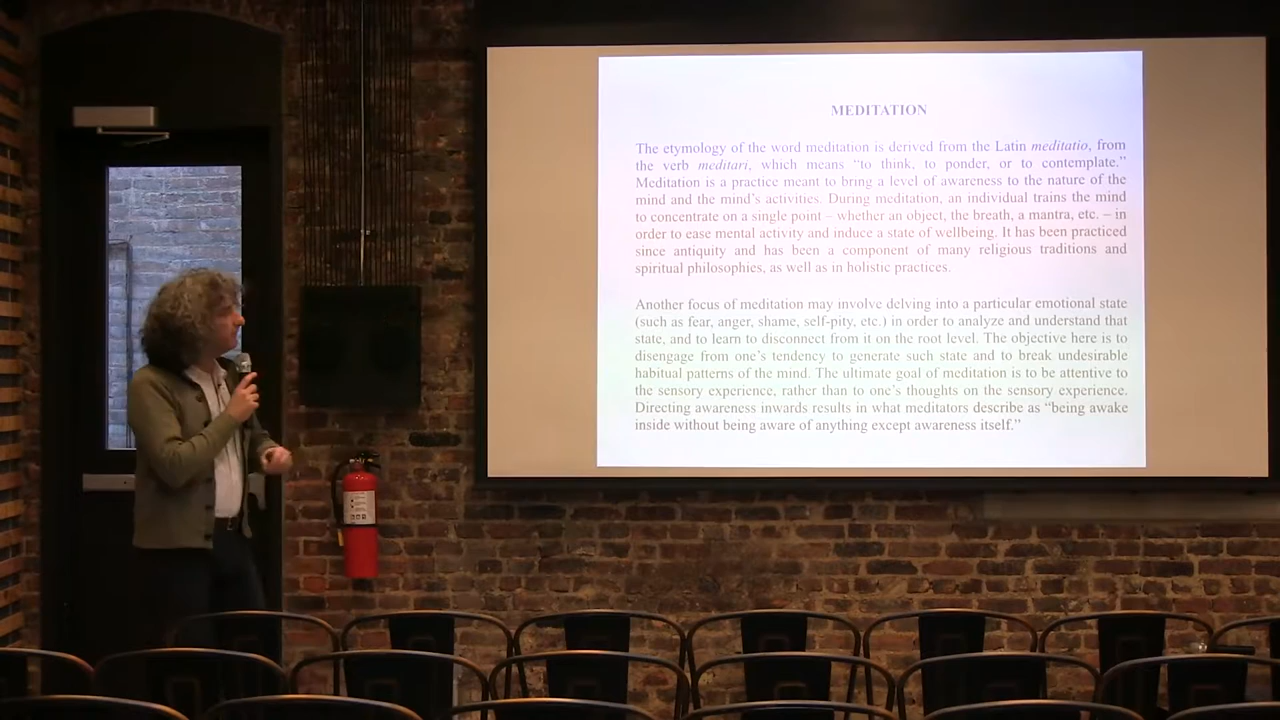 MEDITATION
The etymology of the word meditation is derived from the Latin meditatio, from
the verb meditari, which means “to think, to ponder, or to contemplate.”
Meditation is a practice meant to bring a level of awareness to the nature of the
mind and the mind’s activities. During meditation, an individual trains the mind
to concentrate on a single point – whether an object, the breath, a mantra, etc. – in
order to ease mental activity and induce a state of wellbeing. It has been practiced
since antiquity and has been a component of many religious traditions and
spiritual philosophies, as well as in holistic practices.
Another focus of meditation may involve delving into a particular emotional state
(such as fear, anger, shame, self-pity, etc.) in order to analyze and understand that
state, and to learn to disconnect from it on the root level. The objective here is to
disengage from one’s tendency to generate such state and to break undesirable
habitual patterns of the mind. The ultimate goal of meditation is to be attentive to
the sensory experience, rather than to one’s thoughts on the sensory experience.
Directing awareness inwards results in what meditators describe as “being awake
inside without being aware of anything except awareness itself.”